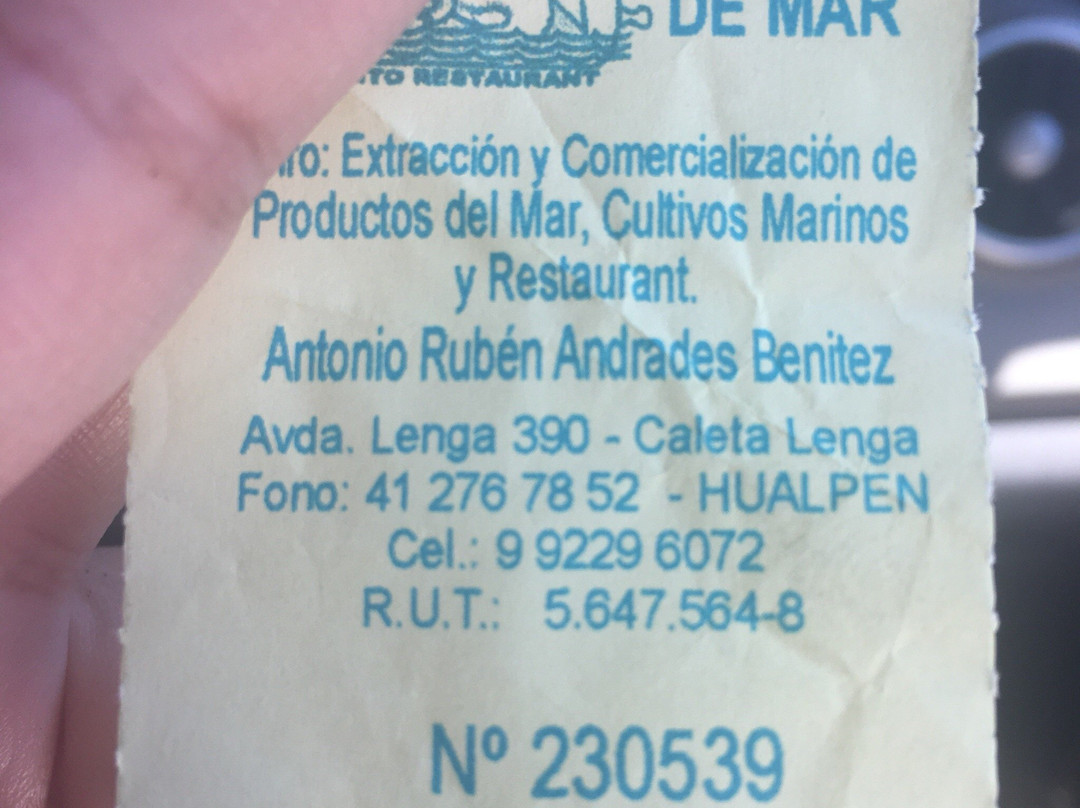 DE MAR
RESTAURANT
Extracción y Comercialización de
Productos del Mar, Cultivos Marinos
y Restaurant.
Antonio Rubén Andrades Benitez
Avda. Lenga 390 - Caleta Lenga
Fono: 41 276 78 52 - HUALPEN
Cel.: 9 9229 6072
R.U.T.: 5.647.564-8
Nº 230539